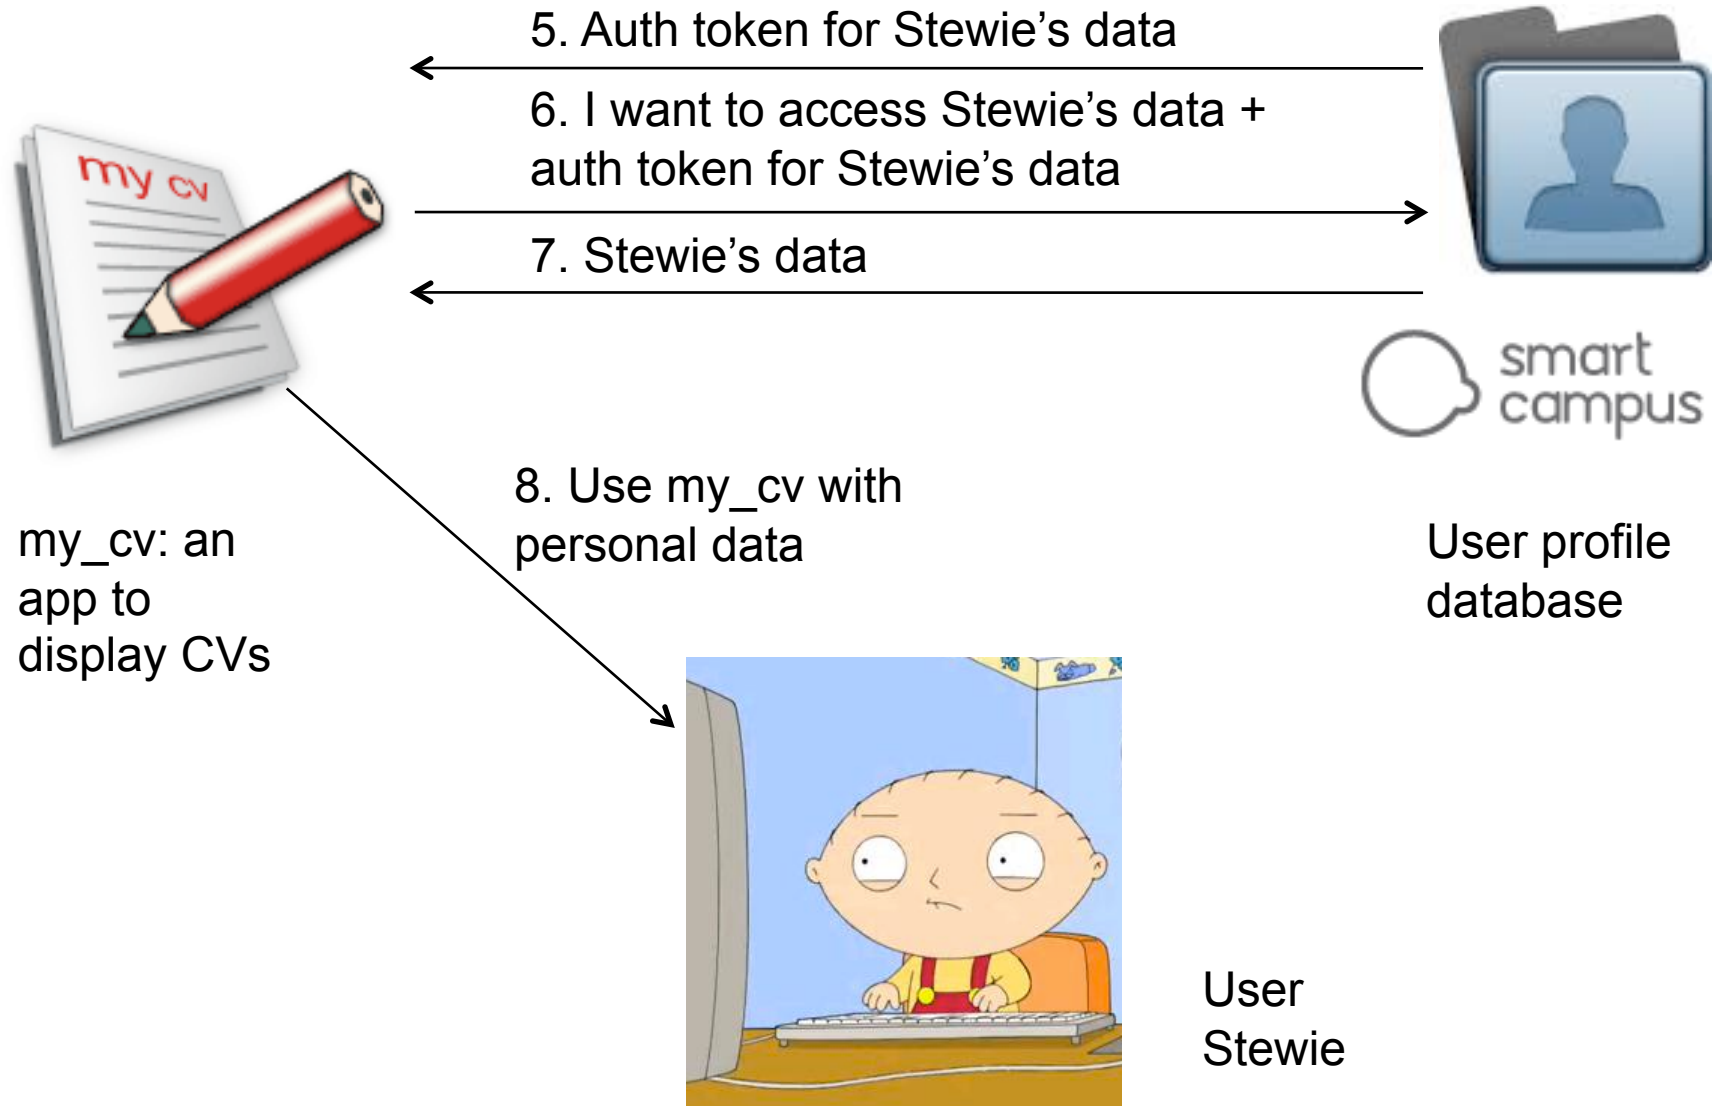 5. Auth token for Stewie’s data
6. I want to access Stewie’s data +
auth token for Stewie’s data
my cv
7. Stewie’s data
smart
campus
8. Use my_cv with
personal data
my_cv: an
app to
display CVs
User profile
database
User
Stewie